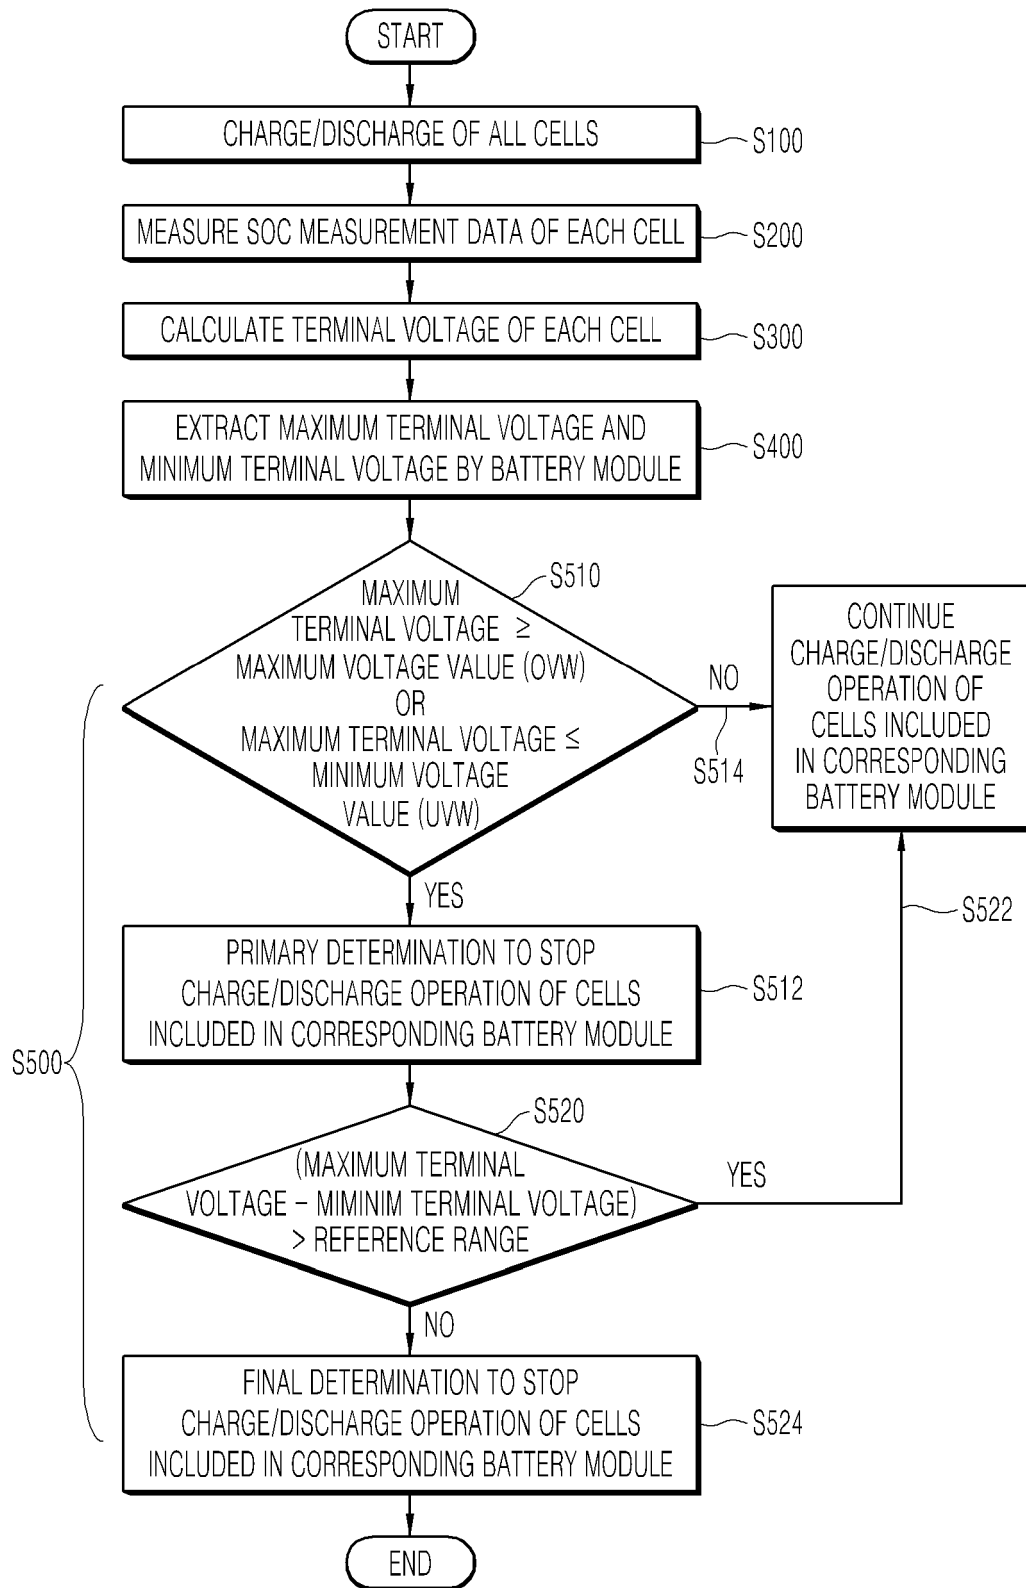 START
CHARGE/DISCHARGE OF ALL CELLS
S100
MEASURE SOC MEASUREMENT DATA OF EACH CELL
S200
CALCULATE TERMINAL VOLTAGE OF EACH CELL
S300
EXTRACT MAXIMUM TERMINAL VOLTAGE AND
MINIMUM TERMINAL VOLTAGE BY BATTERY MODULE
S400
S510
MAXIMUM
TERMINAL VOLTAGE ≥
MAXIMUM VOLTAGE VALUE (OVW)
OR
MAXIMUM TERMINAL VOLTAGE ≤
MINIMUM VOLTAGE
VALUE (UVW)
NO
S514
CONTINUE
CHARGE/DISCHARGE
OPERATION OF
CELLS INCLUDED
IN CORRESPONDING
BATTERY MODULE
YES
S522
PRIMARY DETERMINATION TO STOP
CHARGE/DISCHARGE OPERATION OF CELLS
INCLUDED IN CORRESPONDING BATTERY MODULE
S512
S500
S520
(MAXIMUM TERMINAL
VOLTAGE – MIMINIM TERMINAL VOLTAGE)
> REFERENCE RANGE
YES
NO
FINAL DETERMINATION TO STOP
CHARGE/DISCHARGE OPERATION OF CELLS
INCLUDED IN CORRESPONDING BATTERY MODULE
S524
END